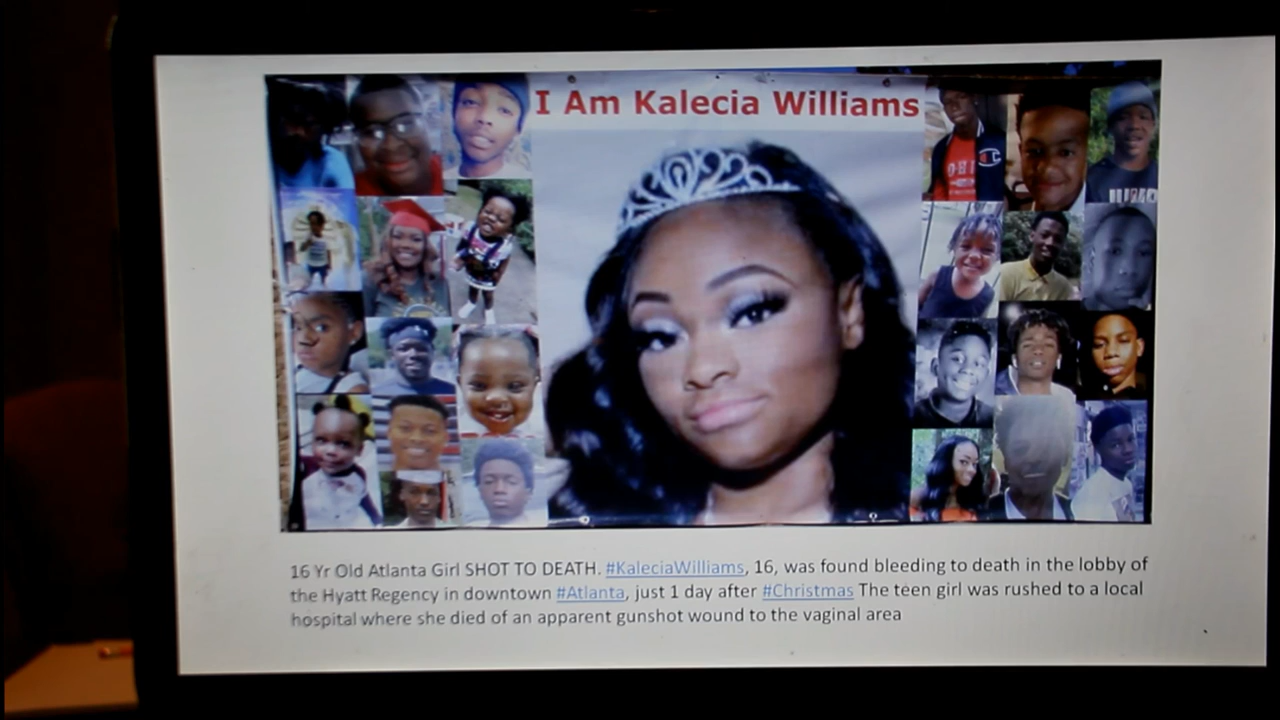 I Am Kalecia Williams
16 Yr Old Atlanta Girl SHOT TO DEATH. #KaleciaWilliams, 16, was found bleeding to death in the lobby of
the Hyatt Regency in downtown #Atlanta, just 1 day after #Christmas The teen girl was rushed to a local
hospital where she died of an apparent gunshot wound to the vaginal area